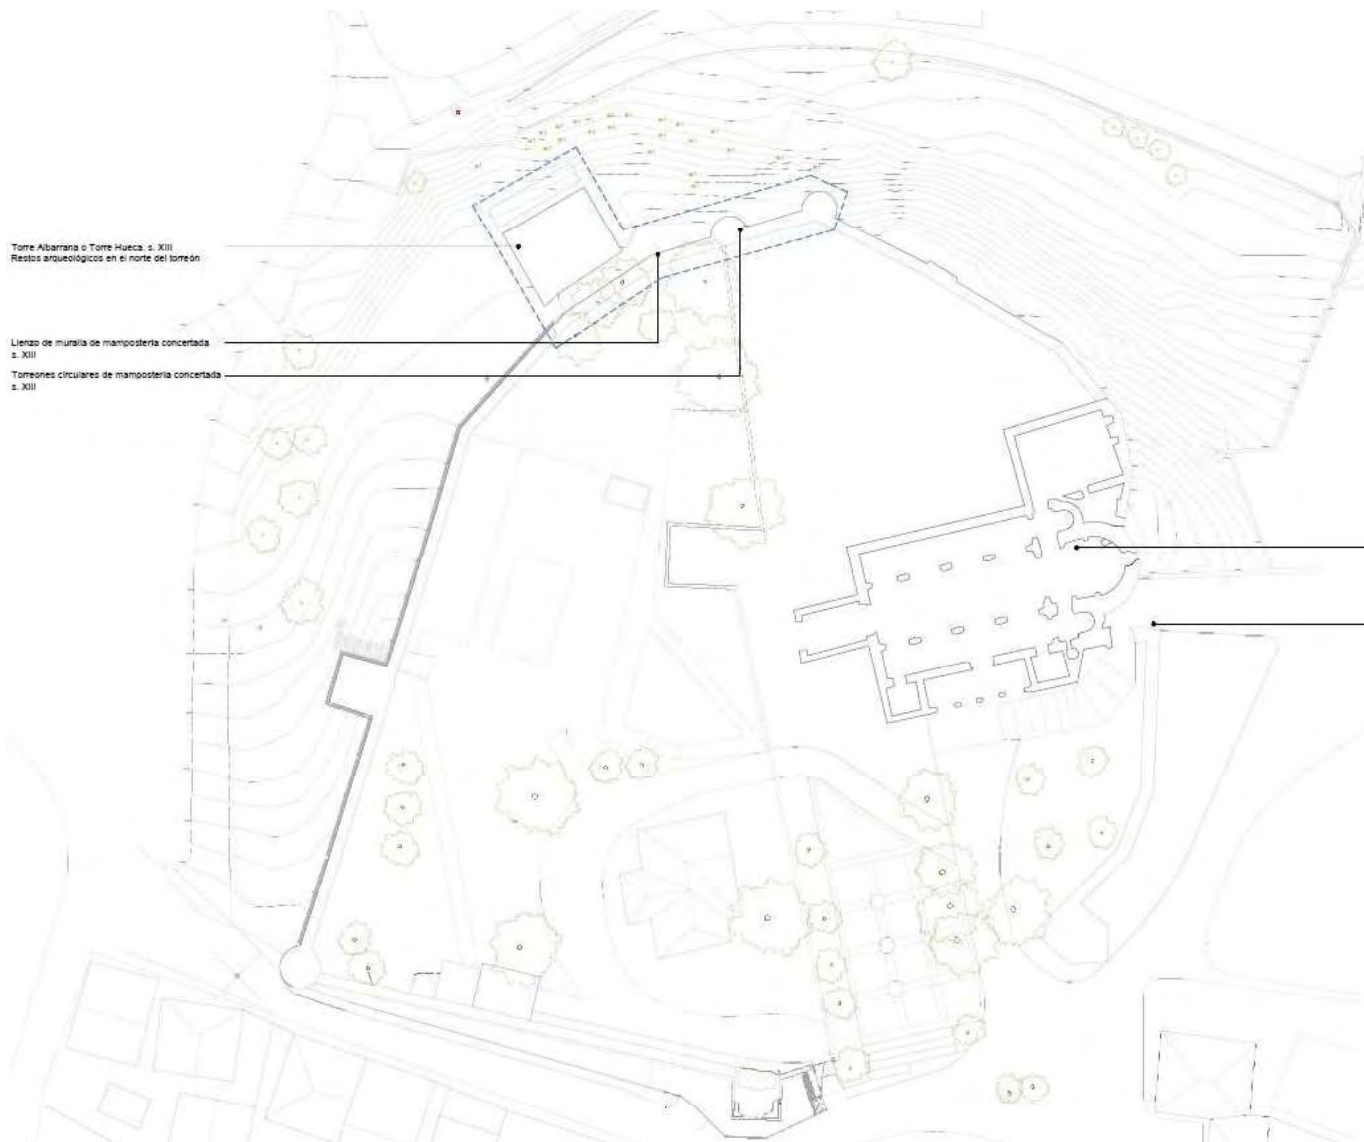 Torre Albarrana o Torre Hueca. s. XIII
Restos arqueológicos en el norte del torreón
Lienzo de muralla de mampostería concertada
s. XIII
Torreones circulares de mampostería concertada
s. XIII